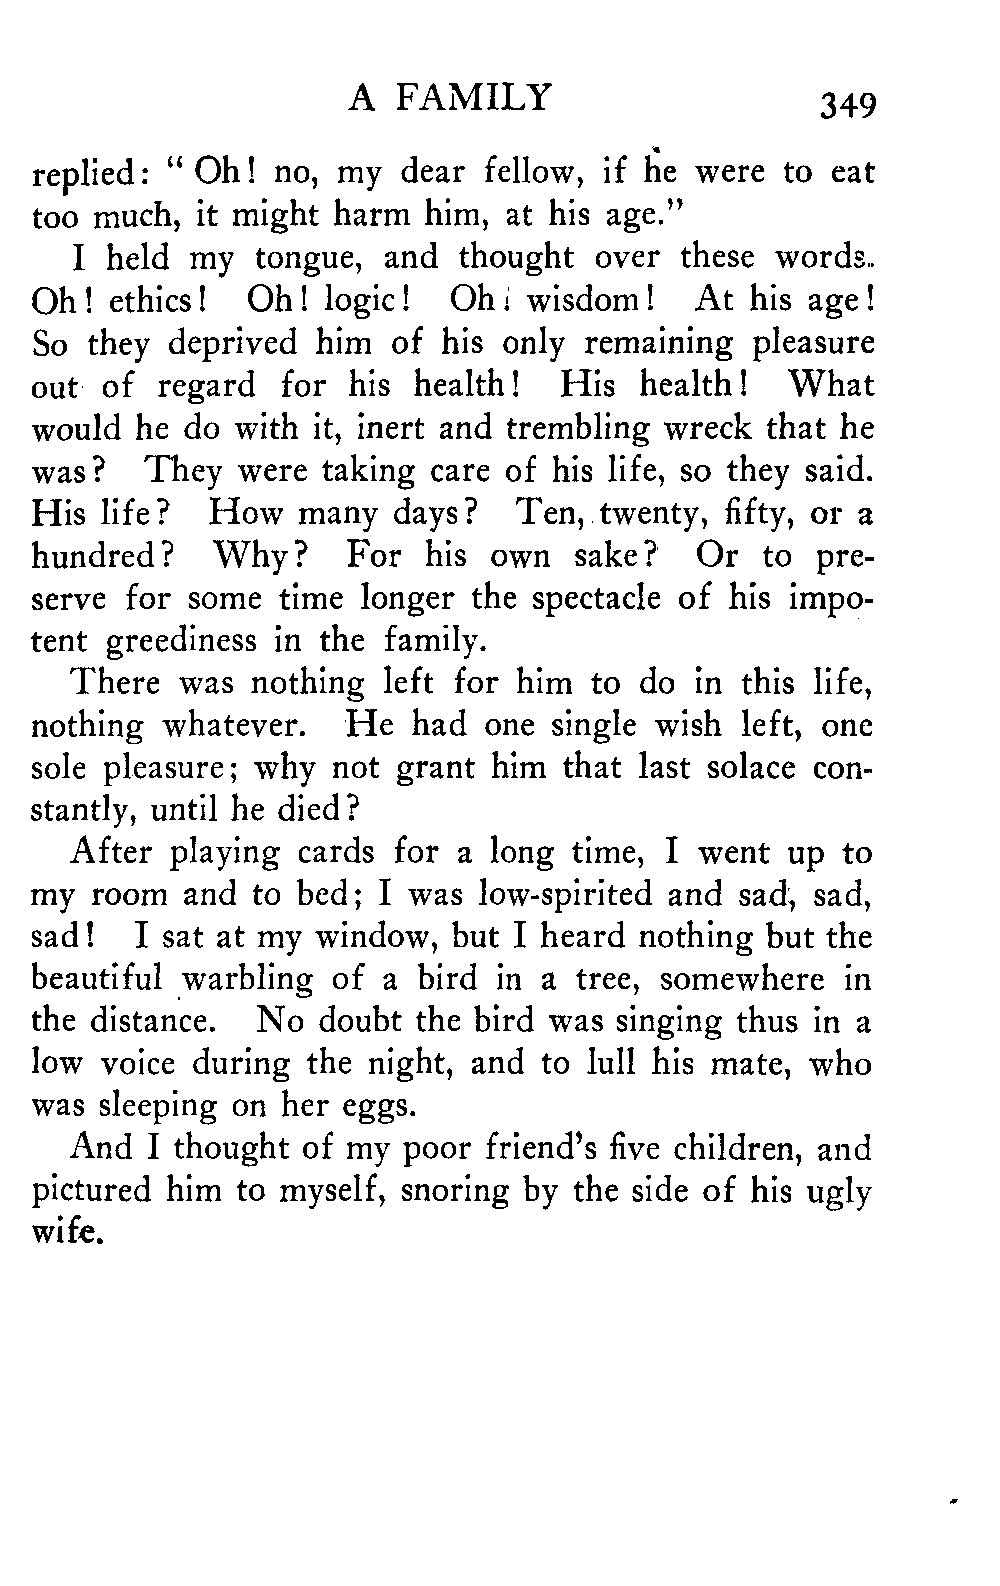 A FAMILY 349
replied: " Oh! no, my dear fellow, if he were to eat
too much, it might harm him, at his age."
I held my tongue, and thought over these words.
Oh! ethics! Oh! logic! Oh! wisdom! At his age!
So they deprived him of his only remaining pleasure
out of regard for his health! His health! What
would he do with it, inert and trembling wreck that he
was? They were taking care of his life, so they said.
His life? How many days? Ten, twenty, fifty, or a
hundred? Why? For his own sake? Or to pre-
serve for some time longer the spectacle of his impo-
tent greediness in the family.
There was nothing left for him to do in this life,
nothing whatever. He had one single wish left, one
sole pleasure; why not grant him that last solace con-
stantly, until he died?
After playing cards for a long time, I went up to
my room and to bed; I was low-spirited and sad, sad,
sad! I sat at my window, but I heard nothing but the
beautiful warbling of a bird in a tree, somewhere in
the distance. No doubt the bird was singing thus in a
low voice during the night, and to lull his mate, who
was sleeping on her eggs.
And I thought of my poor friend's five children, and
pictured him to myself, snoring by the side of his ugly
wife.